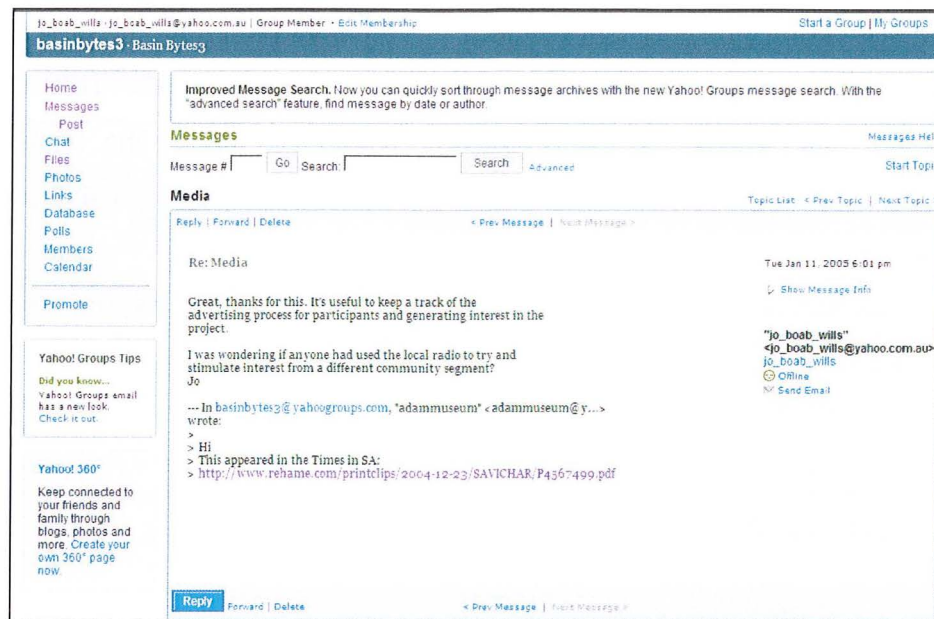 jo_boab_wills · jo_boab_wills@yahoo.com.au | Group Member - Edit Membership
Start a Group | My Groups
basinbytes3 · Basin Bytes3
Home
Messages
Post
Chat
Files
Photos
Links
Database
Polls
Members
Calendar
Promote
Yahoo! Groups Tips
Did you know...
Yahoo! Groups email
has a new look.
Check it out.
Yahoo! 360°
Keep connected to
your friends and
family through
blogs, photos and
more. Create your
own 360° page
now.
Improved Message Search. Now you can quickly sort through message archives with the new Yahoo! Groups message search. With the
"advanced search" feature, find message by date or author.
Messages
Messages Hel
Message # Go Search: Search Advanced
Start Topi
Media
Topic List < Prev Topic | Next Topic
Reply | Forward | Delete
< Prev Message | Next Message >
Re: Media
Tue Jan 11, 2005 6:01 pm
Show Message Info
Great, thanks for this. It's useful to keep a track of the
advertising process for participants and generating interest in the
project.
I was wondering if anyone had used the local radio to try and
stimulate interest from a different community segment?
Jo
"jo_boab_wills"
<jo_boab_wills@yahoo.com.au>
jo_boab_wills
Offline
Send Email
--- In basinbytes3@yahoogroups.com, "adammuseum" <adammuseum@y...>
wrote:
>
> Hi
> This appeared in the Times in SA:
> http://www.rehame.com/printclips/2004-12-23/SAVICHAR/P4367499.pdf
Reply Forward | Delete
< Prev Message | Next Message >